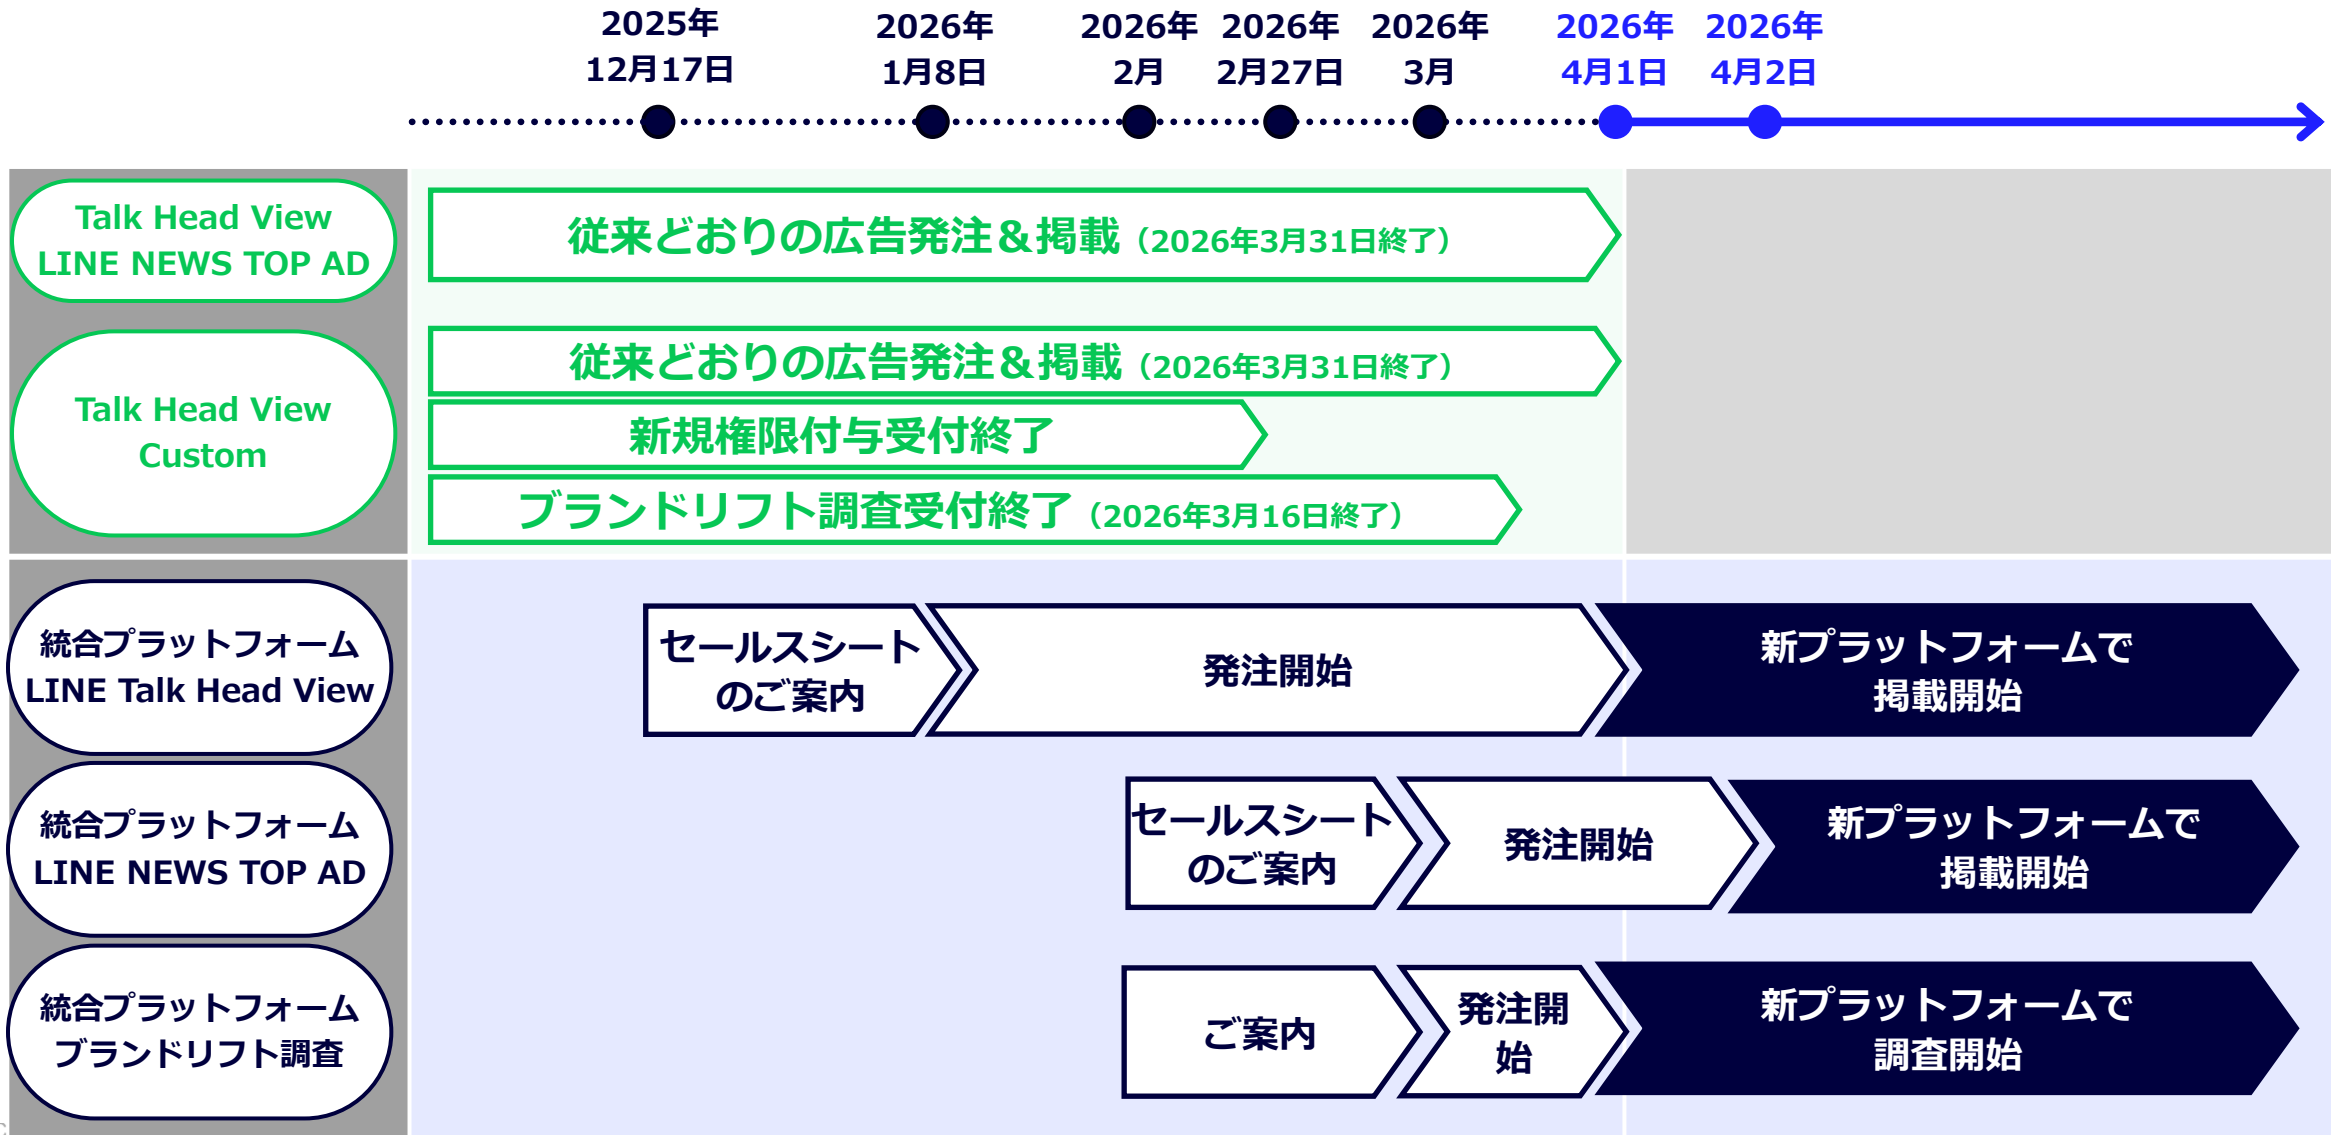 2025年
12月17日
2026年
1月8日
2026年
2月
2026年
2月27日
2026年
3月
2026年
4月1日
2026年
4月2日
Talk Head View
LINE NEWS TOP AD
従来どおりの広告発注＆掲載（2026年3月31日終了）
Talk Head View
Custom
従来どおりの広告発注＆掲載（2026年3月31日終了）
新規権限付与受付終了
ブランドリフト調査受付終了（2026年3月16日終了）
統合プラットフォーム
LINE Talk Head View
セールスシート
のご案内
発注開始
新プラットフォームで
掲載開始
統合プラットフォーム
LINE NEWS TOP AD
セールスシート
のご案内
発注開始
新プラットフォームで
掲載開始
統合プラットフォーム
ブランドリフト調査
ご案内
発注開
始
新プラットフォームで
調査開始